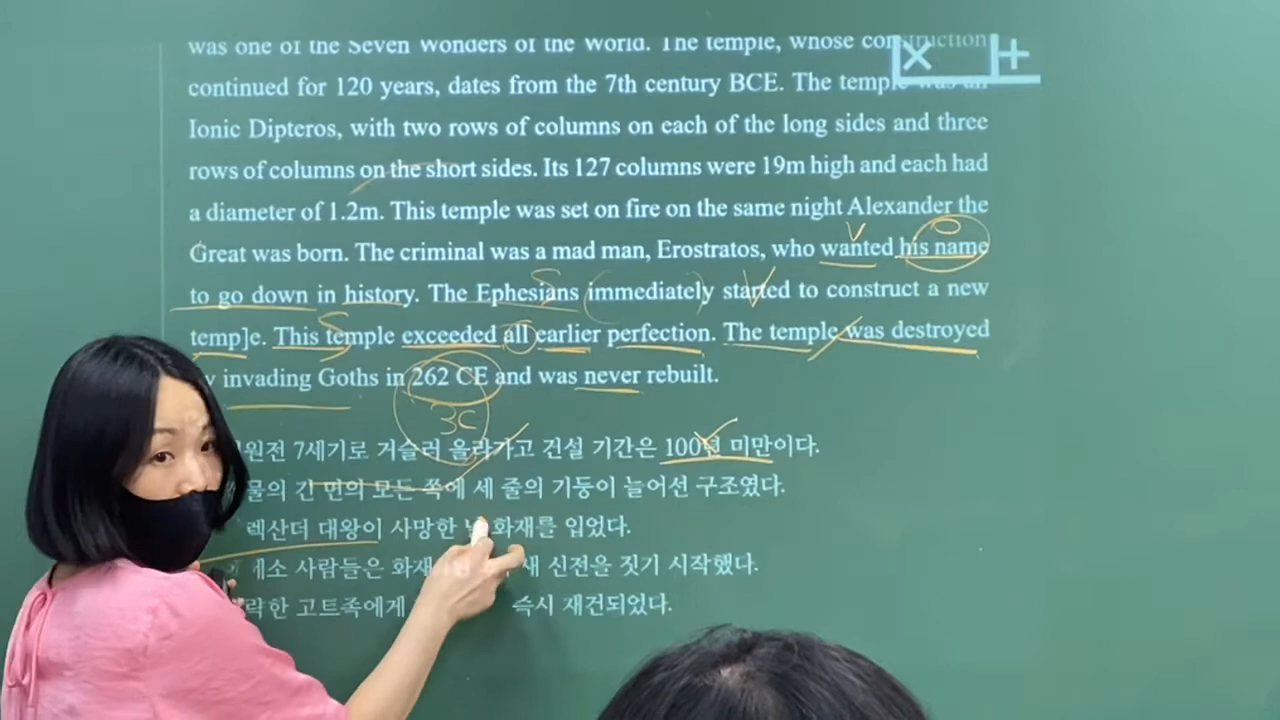 was one of the Seven Wonders of the World. The temple, whose construction
continued for 120 years, dates from the 7th century BCE. The temple was an
Ionic Dipteros, with two rows of columns on each of the long sides and three
rows of columns on the short sides. Its 127 columns were 19m high and each had
a diameter of 1.2m. This temple was set on fire on the same night Alexander the
Great was born. The criminal was a mad man, Erostratos, who wanted his name
to go down in history. The Ephesians immediately started to construct a new
temp]e. This temple exceeded all earlier perfection. The temple was destroyed
invading Goths in 262 CE and was never rebuilt.
3C
원전 7세기로 거슬러 올라가고 건설 기간은 100년 미만이다.
물의 긴 면의 모든 쪽에 세 줄의 기둥이 늘어선 구조였다.
렉산더 대왕이 사망한 화재를 입었다.
사람들은 새 신전을 짓기 시작했다.
락한 고트족에게 즉시 재건되었다.